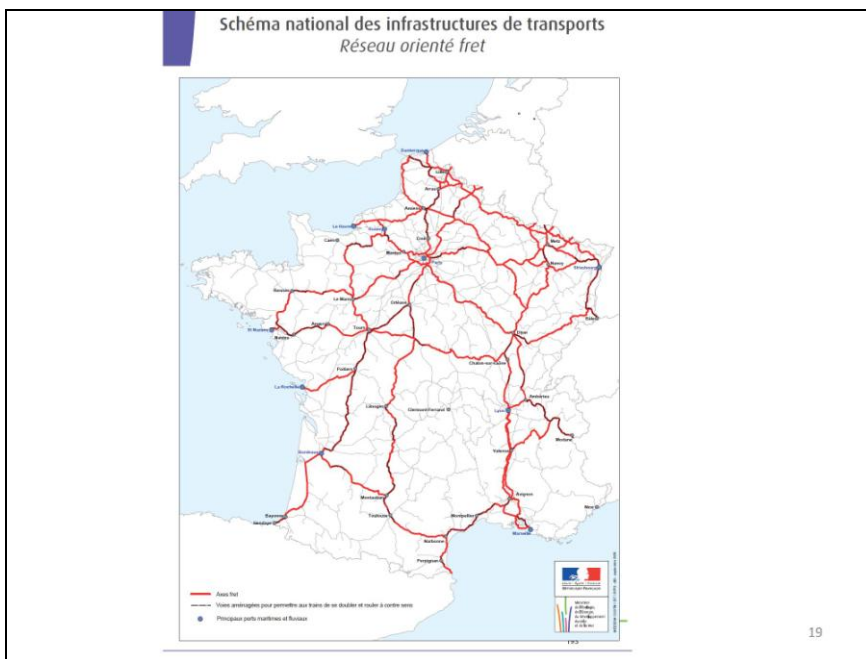 Schéma national des infrastructures de transports
Réseau orienté fret
Dunkerque
Lille
Arras
Amiens
Le Havre
Rouen
Creil
Caen
Mantes
Paris
Metz
Nancy
Strasbourg
Rennes
Le Mans
Orléans
St Nazaire
Angers
Tours
Nantes
Dijon
Chalon-sur-Saône
Poitiers
La Rochelle
Limoges
Clermont-Ferrand
Lyon
Ambérieu
Modane
Valence
Bordeaux
Montauban
Avignon
Nice
Bayonne
Toulouse
Montpellier
Marseille
Narbonne
Perpignan
Axes fret
Voies aménagées pour permettre aux trains de se doubler et rouler à contre sens
Principaux ports maritimes et fluviaux
RÉPUBLIQUE FRANÇAISE
19